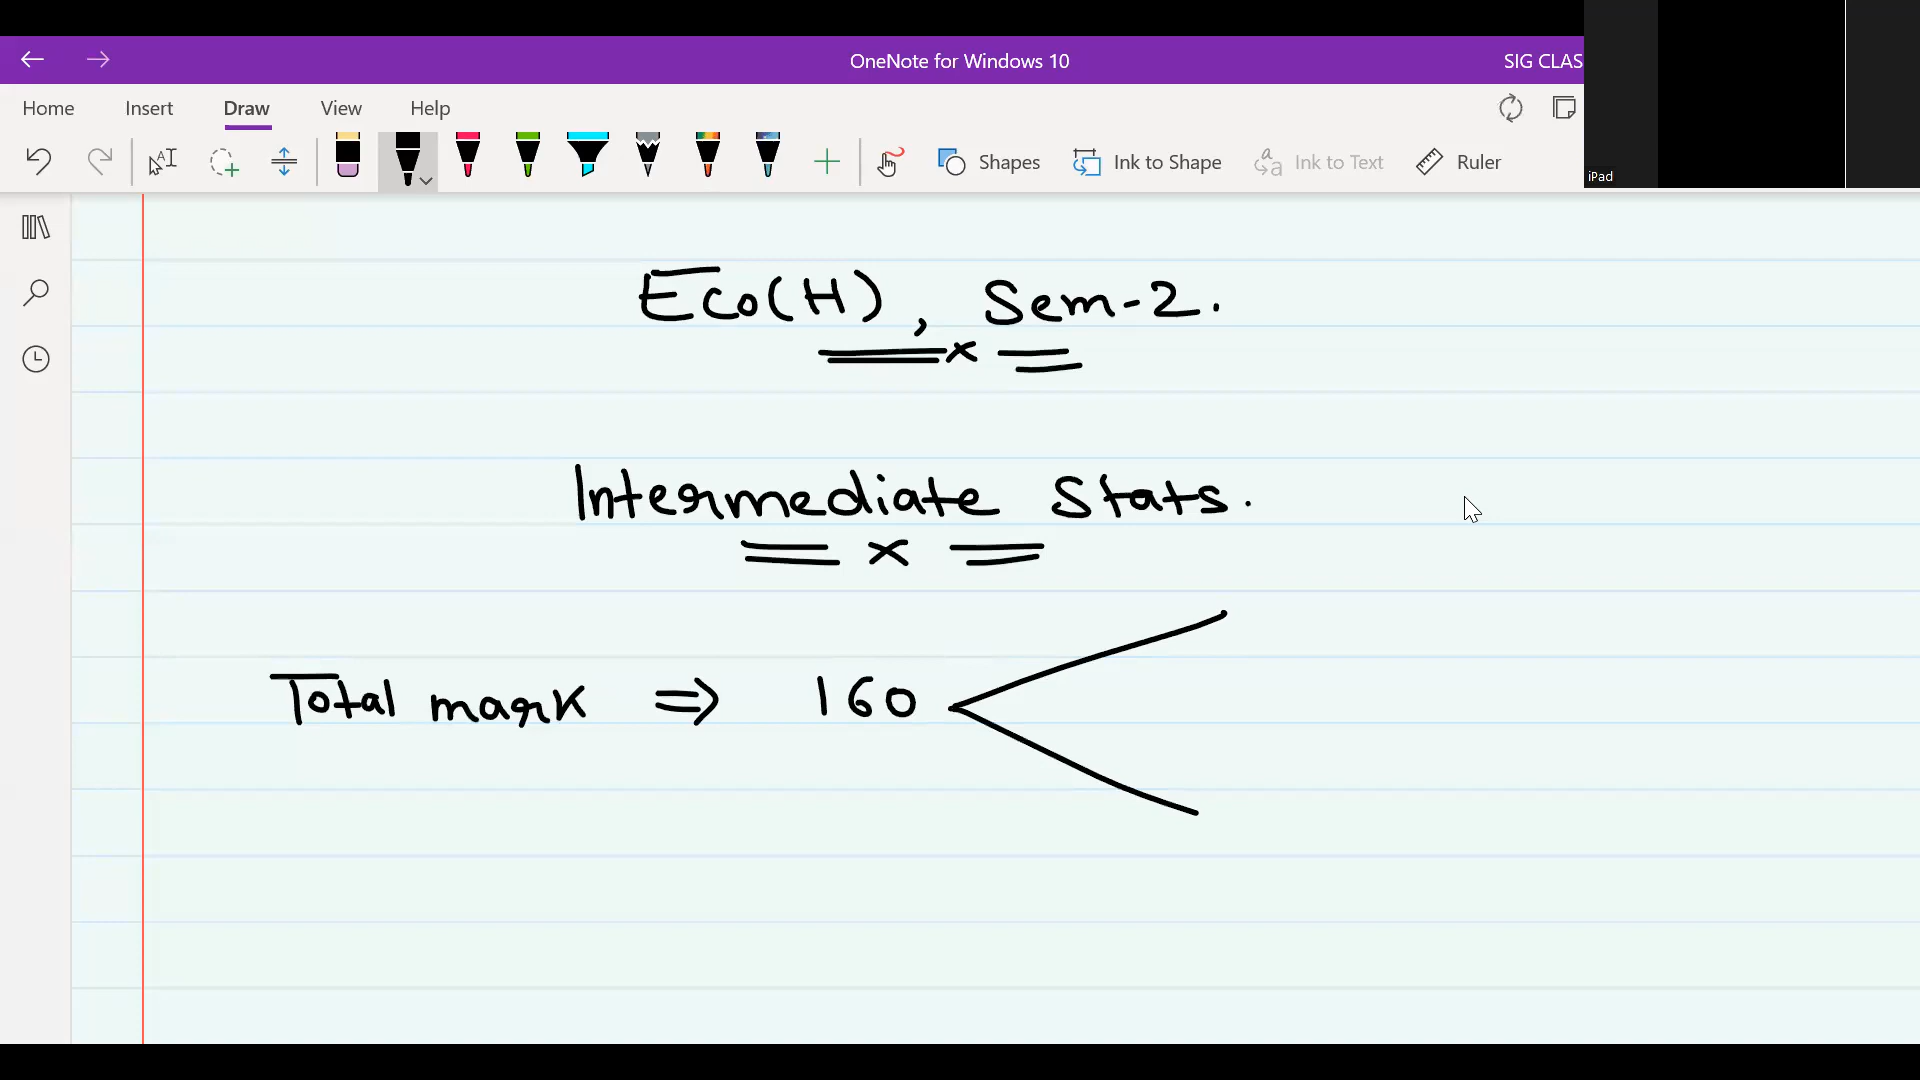 OneNote for Windows 10
SIG CLAS
Home Insert Draw View Help
Shapes Ink to Shape Ink to Text Ruler
iPad
Eco(H), Sem-2.
Intermediate Stats.
Total mark ⇒ 160